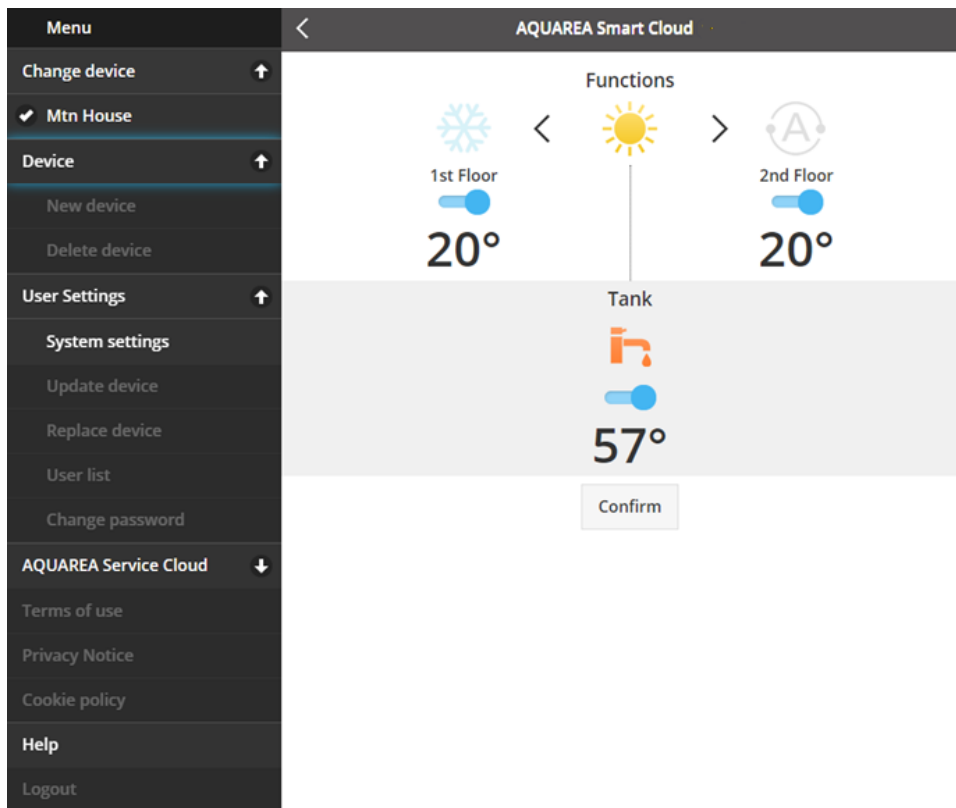 Menu
Change device
Mtn House
Device
New device
Delete device
User Settings
System settings
Update device
Replace device
User list
Change password
AQUAREA Service Cloud
Terms of use
Privacy Notice
Cookie policy
Help
Logout
AQUAREA Smart Cloud
Functions
A
1st Floor
2nd Floor
20°
20°
Tank
57°
Confirm